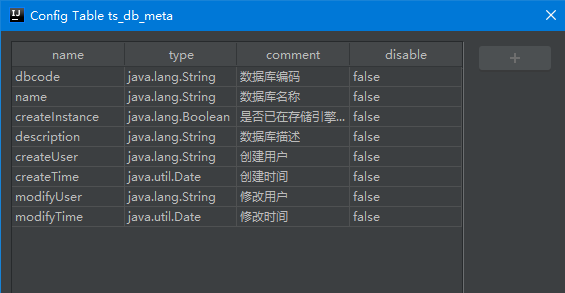 IJ Config Table ts_db_meta
name type comment disable
dbcode java.lang.String 数据库编码 false
name java.lang.String 数据库名称 false
createInstance java.lang.Boolean 是否已在存储引擎... false
description java.lang.String 数据库描述 false
createUser java.lang.String 创建用户 false
createTime java.util.Date 创建时间 false
modifyUser java.lang.String 修改用户 false
modifyTime java.util.Date 修改时间 false